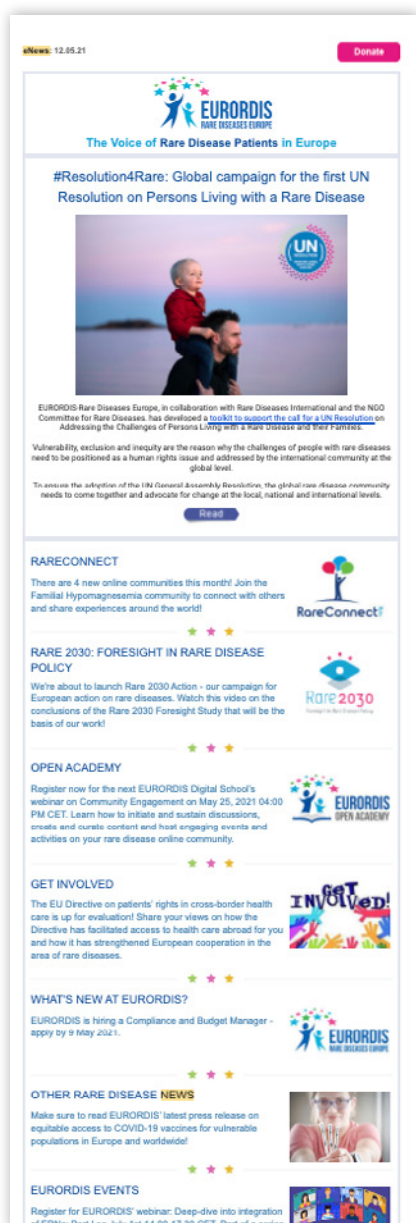 eNews: 12.05.21
Donate
EURORDIS
RARE DISEASES EUROPE
The Voice of Rare Disease Patients in Europe
#Resolution4Rare: Global campaign for the first UN
Resolution on Persons Living with a Rare Disease
UN
EURORDIS-Rare Diseases Europe, in collaboration with Rare Diseases International and the NGO
Committee for Rare Diseases. has developed a toolkit to support the call for a UN Resolution on
Addressing the Challenges of Persons Living with a Rare Disease and their Families.
Vulnerability, exclusion and inequity are the reason why the challenges of people with rare diseases
need to be positioned as a human rights issue and addressed by the international community at the
global level.
To ensure the adoption of the UN General Assembly Resolution, the global rare disease community
needs to come together and advocate for change at the local, national and international levels.
Read
RARECONNECT
There are 4 new online communities this month! Join the
Familial Hypomagnesemia community to connect with others
and share experiences around the world!
RareConnect
RARE 2030: FORESIGHT IN RARE DISEASE
POLICY
We're about to launch Rare 2030 Action - our campaign for
European action on rare diseases. Watch this video on the
conclusions of the Rare 2030 Foresight Study that will be the
basis of our work!
Rare2030
Foresight in Rare Disease Policy
OPEN ACADEMY
Register now for the next EURORDIS Digital School's
webinar on Community Engagement on May 25, 2021 04:00
PM CET. Learn how to initiate and sustain discussions,
create and curate content and host engaging events and
activities on your rare disease online community.
EURORDIS
OPEN ACADEMY
GET INVOLVED
The EU Directive on patients' rights in cross-border health
care is up for evaluation! Share your views on how the
Directive has facilitated access to health care abroad for you
and how it has strengthened European cooperation in the
area of rare diseases.
GET
INVOLVED!
WHAT'S NEW AT EURORDIS?
EURORDIS is hiring a Compliance and Budget Manager -
apply by 9 May 2021.
EURORDIS
RARE DISEASES EUROPE
OTHER RARE DISEASE NEWS
Make sure to read EURORDIS' latest press release on
equitable access to COVID-19 vaccines for vulnerable
populations in Europe and worldwide!
EURORDIS EVENTS
Register for EURORDIS' webinar: Deep-dive into integration